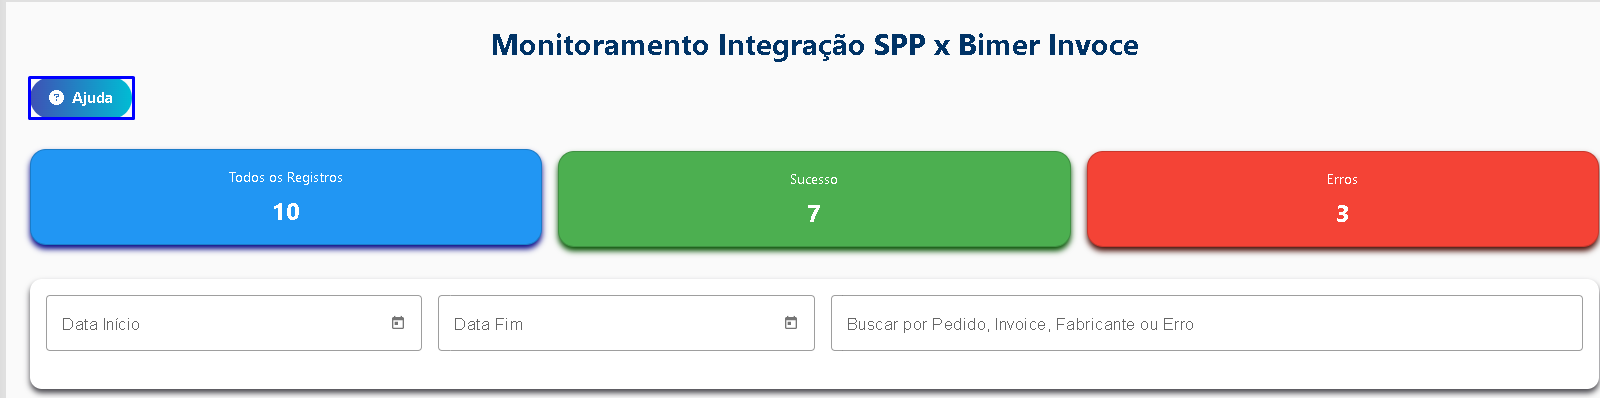 Monitoramento Integração SPP x Bimer Invoce
Ajuda
Todos os Registros
10
Sucesso
7
Erros
3
Data Início
Data Fim
Buscar por Pedido, Invoice, Fabricante ou Erro